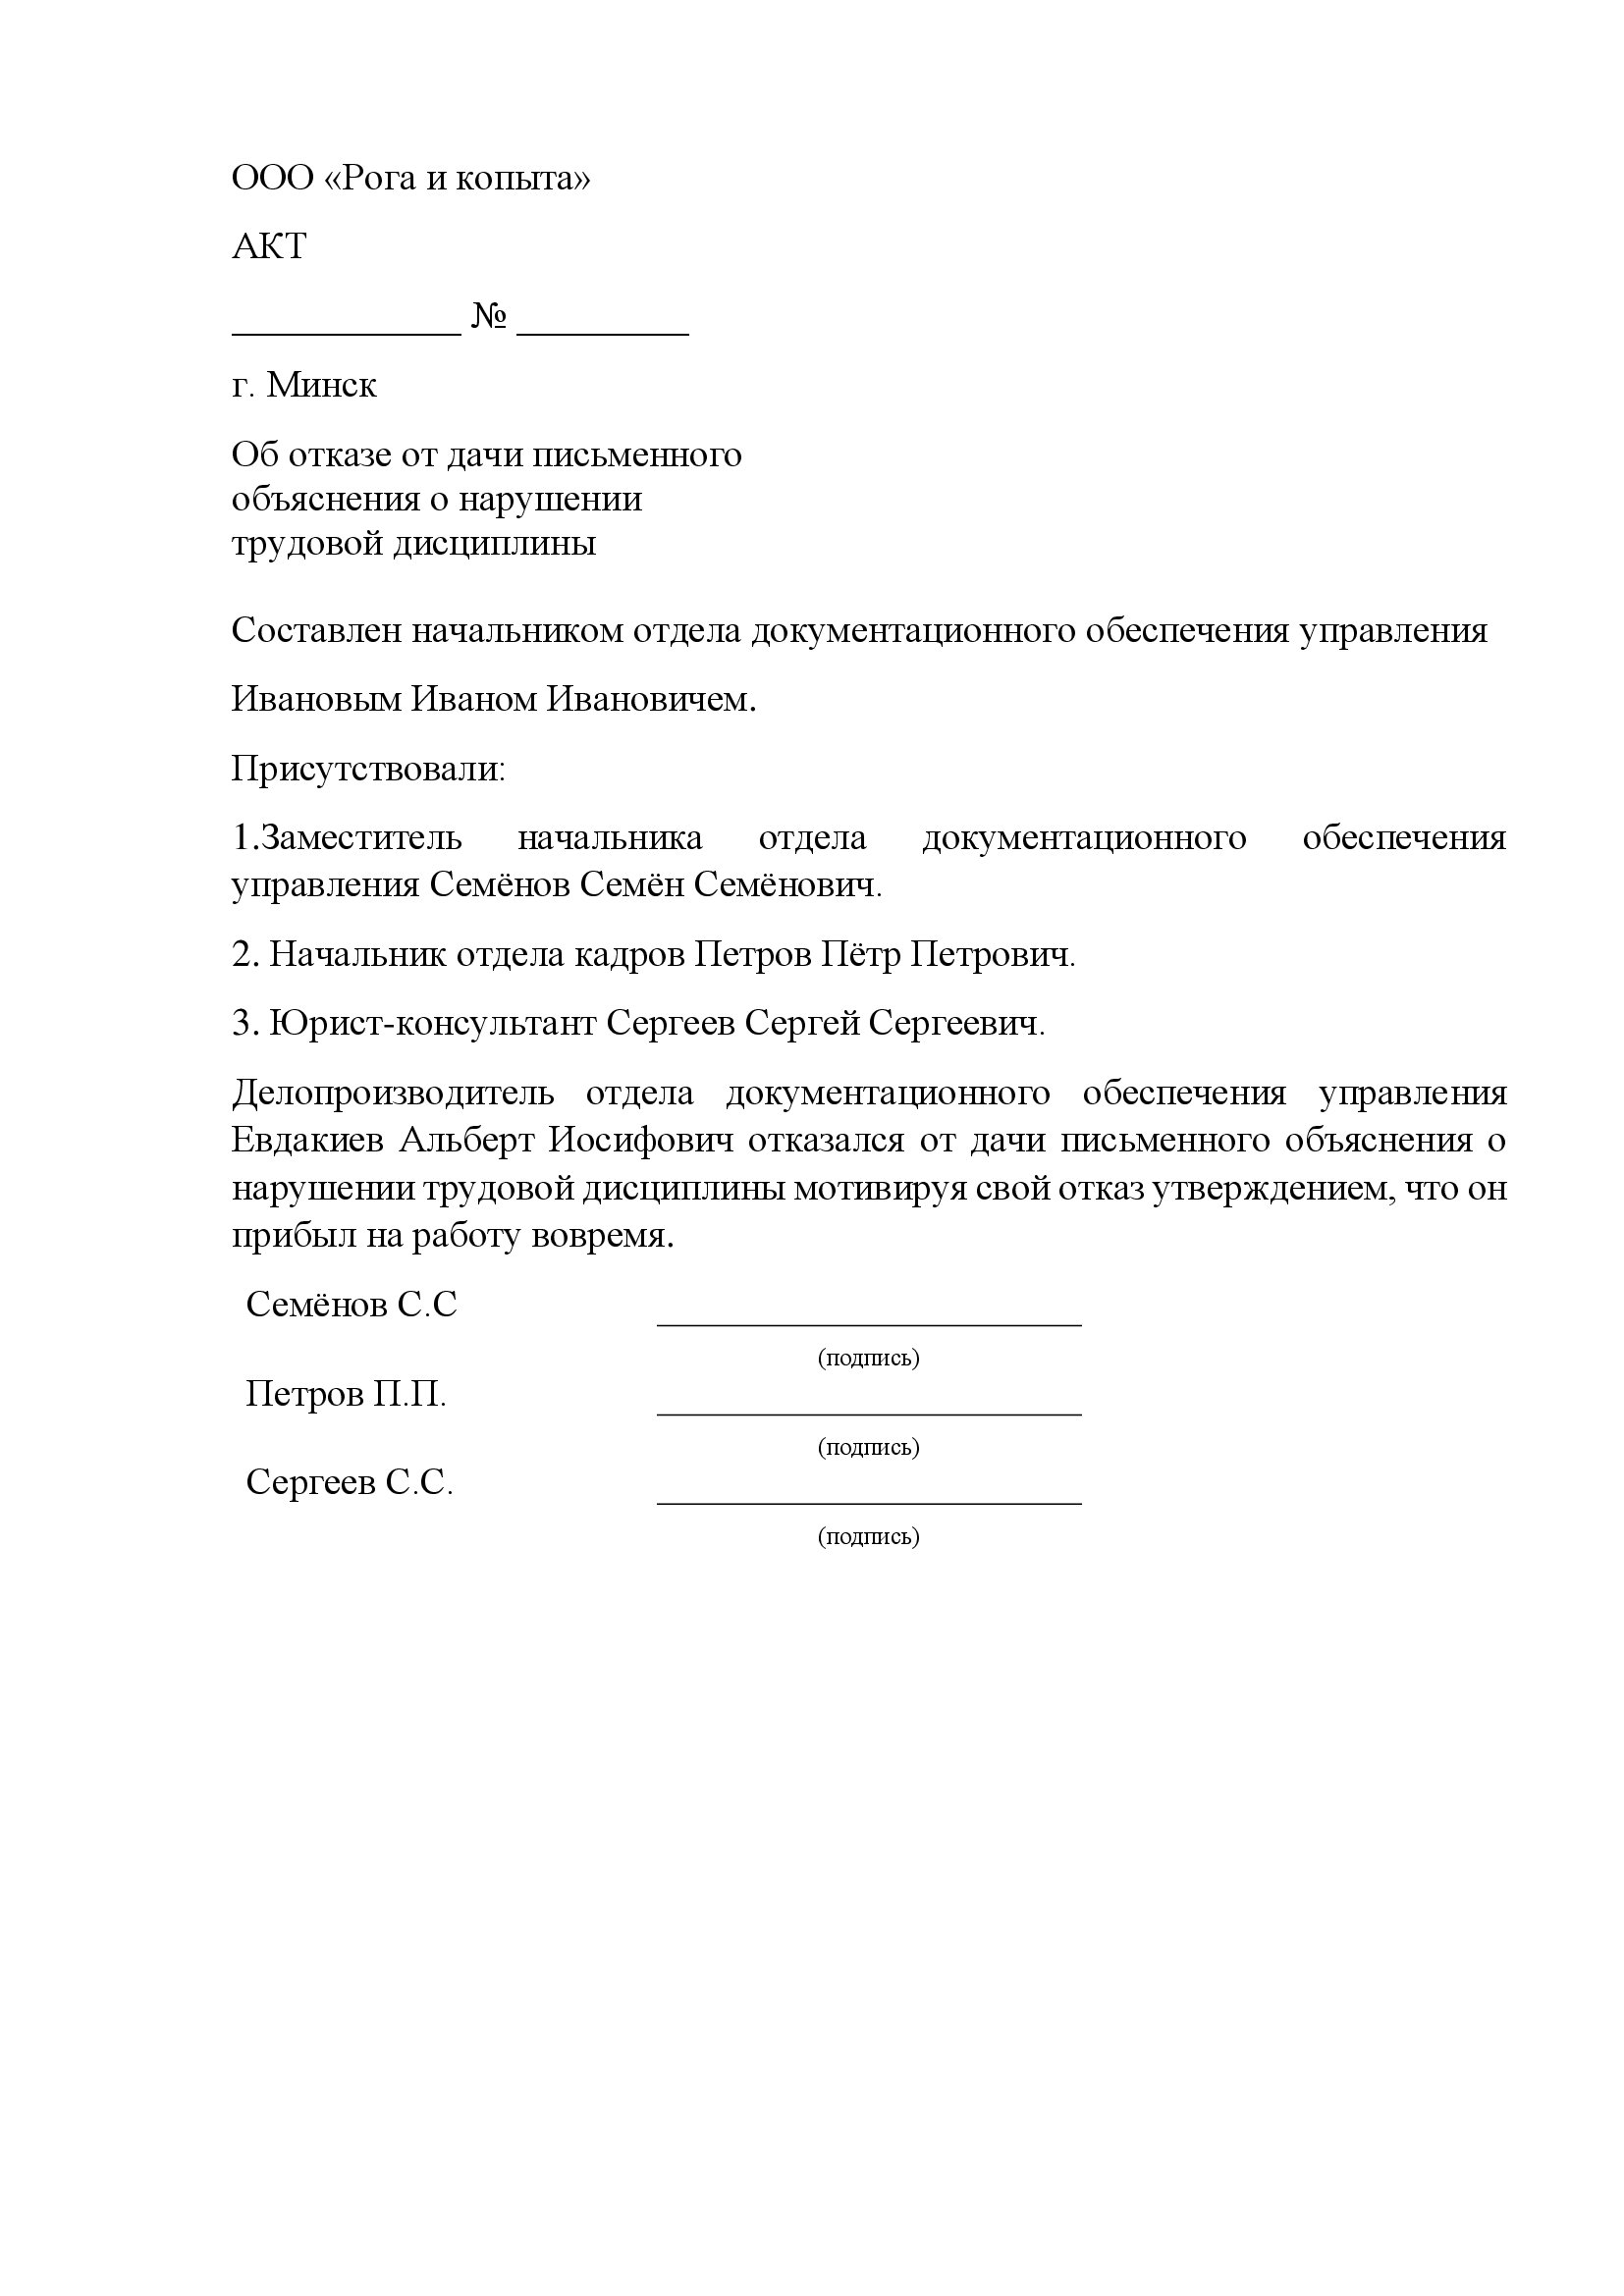 ООО «Рога и копыта»
АКТ
____________ № _________
г. Минск
Об отказе от дачи письменного
объяснения о нарушении
трудовой дисциплины
Составлен начальником отдела документационного обеспечения управления
Ивановым Иваном Ивановичем.
Присутствовали:
1.Заместитель начальника отдела документационного обеспечения
управления Семёнов Семён Семёнович.
2. Начальник отдела кадров Петров Пётр Петрович.
3. Юрист-консультант Сергеев Сергей Сергеевич.
Делопроизводитель отдела документационного обеспечения управления
Евдакиев Альберт Иосифович отказался от дачи письменного объяснения о
нарушении трудовой дисциплины мотивируя свой отказ утверждением, что он
прибыл на работу вовремя.
Семёнов С.С
(подпись)
Петров П.П.
(подпись)
Сергеев С.С.
(подпись)